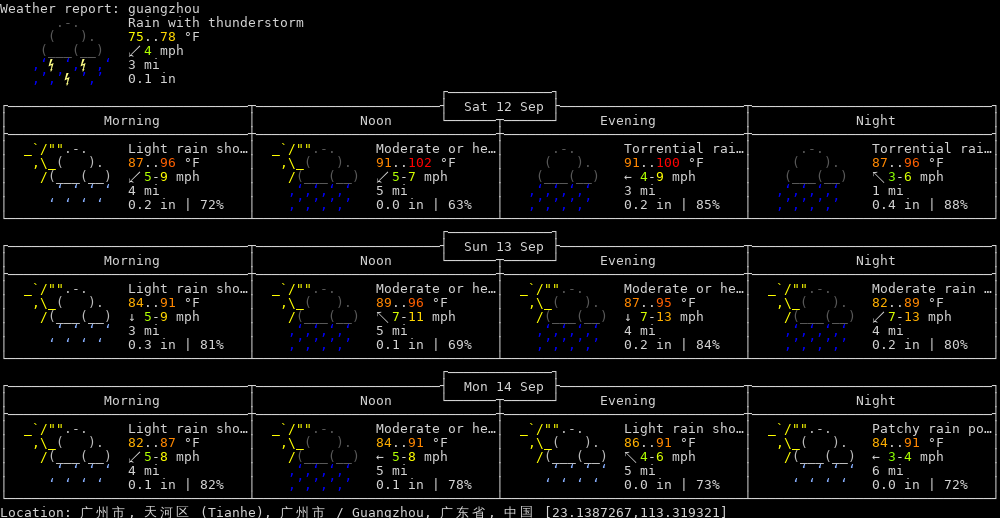 Weather report: guangzhou
Rain with thunderstorm
75..78 °F
↙ 4 mph
3 mi
0.1 in
Sat 12 Sep
Morning Noon Evening Night
Light rain sho… Moderate or he… Torrential rai… Torrential rai…
87..96 °F 91..102 °F 91..100 °F 87..96 °F
↙ 5-9 mph ↙ 5-7 mph ← 4-9 mph ↖ 3-6 mph
4 mi 5 mi 3 mi 1 mi
0.2 in | 72% 0.0 in | 63% 0.2 in | 85% 0.4 in | 88%
Sun 13 Sep
Morning Noon Evening Night
Light rain sho… Moderate or he… Moderate or he… Moderate rain …
84..91 °F 89..96 °F 87..95 °F 82..89 °F
↓ 5-9 mph ↖ 7-11 mph ↓ 7-13 mph ↙ 7-13 mph
3 mi 5 mi 4 mi 4 mi
0.3 in | 81% 0.1 in | 69% 0.2 in | 84% 0.2 in | 80%
Mon 14 Sep
Morning Noon Evening Night
Light rain sho… Moderate or he… Light rain sho… Patchy rain po…
82..87 °F 84..91 °F 86..91 °F 84..91 °F
↙ 5-8 mph ← 5-8 mph ↖ 4-6 mph ← 3-4 mph
4 mi 5 mi 5 mi 6 mi
0.1 in | 82% 0.1 in | 78% 0.0 in | 73% 0.0 in | 72%
Location: 广州市, 天河区 (Tianhe), 广州市 / Guangzhou, 广东省, 中国 [23.1387267,113.319321]